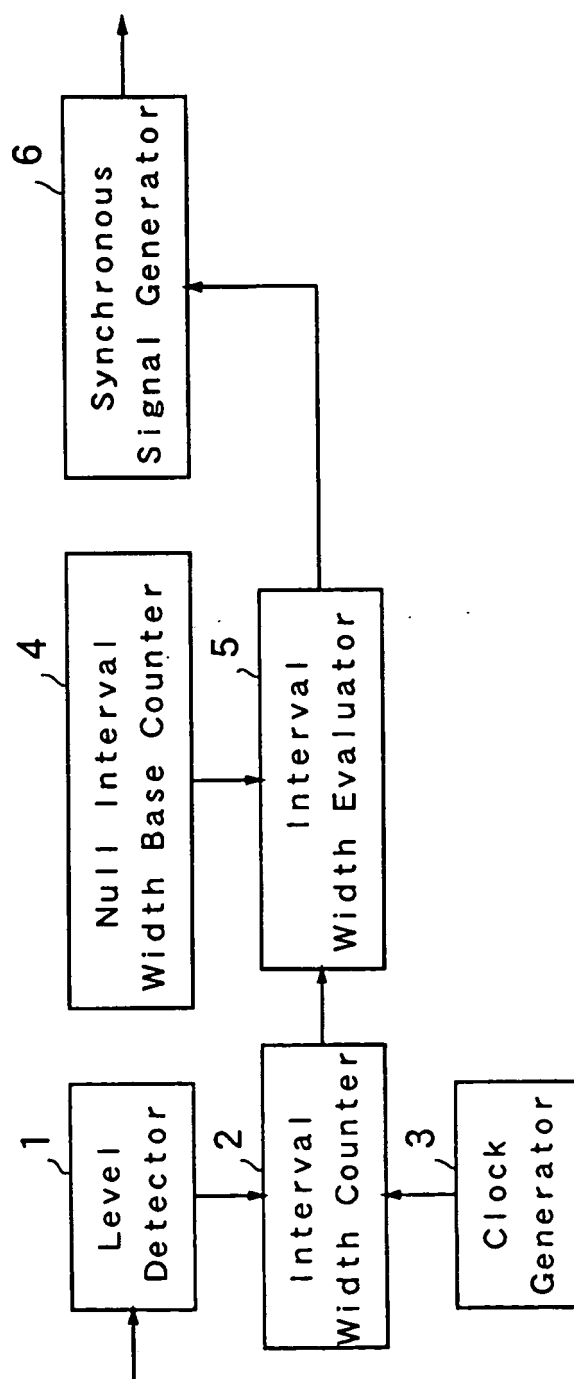 1
Level
Detector
2
Interval
Width Counter
3
Clock
Generator
4
Null Interval
Width Base Counter
5
Interval
Width Evaluator
6
Synchronous
Signal Generator